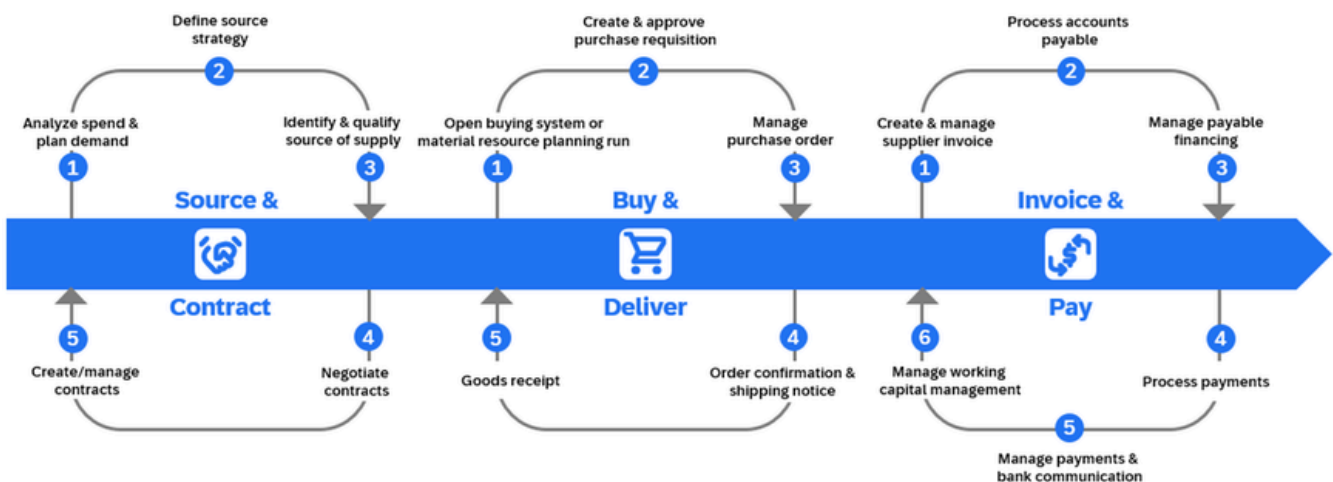 Define source
strategy
2
Analyze spend &
plan demand
1
Identify & qualify
source of supply
3
Source &
Contract
5
Create/manage
contracts
4
Negotiate
contracts
Create & approve
purchase requisition
2
Open buying system or
material resource planning run
1
Manage
purchase order
3
Buy &
Deliver
5
Goods receipt
4
Order confirmation &
shipping notice
Process accounts
payable
2
Create & manage
supplier invoice
1
Manage payable
financing
3
Invoice &
$
Pay
6
Manage working
capital management
4
Process payments
5
Manage payments &
bank communication